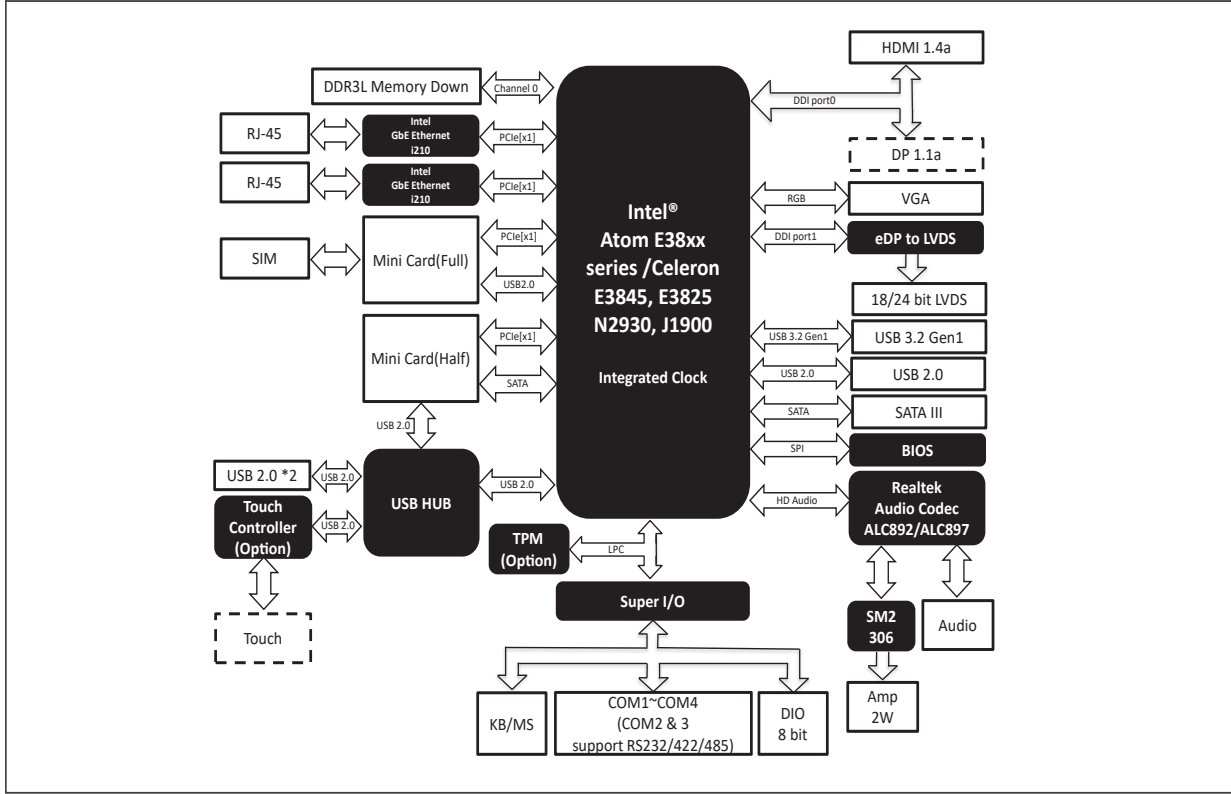 HDMI 1.4a
DDR3L Memory Down
Channel 0
DDI port0
RJ-45
Intel
GbE Ethernet
i210
PCIe[x1]
DP 1.1a
RJ-45
Intel
GbE Ethernet
i210
PCIe[x1]
RGB
VGA
Intel®
Atom E38xx
series /Celeron
E3845, E3825
N2930, J1900
Integrated Clock
SIM
Mini Card(Full)
PCIe[x1]
USB2.0
DDI port1
eDP to LVDS
18/24 bit LVDS
Mini Card(Half)
PCIe[x1]
SATA
USB 3.2 Gen1
USB 3.2 Gen1
USB 2.0
USB 2.0
SATA
SATA III
USB 2.0
SPI
BIOS
USB 2.0 *2
USB 2.0
USB HUB
USB 2.0
Touch
Controller
(Option)
USB 2.0
HD Audio
Realtek
Audio Codec
ALC892/ALC897
TPM
(Option)
LPC
Super I/O
Touch
SM2
306
Audio
KB/MS
COM1~COM4
(COM2 & 3
support RS232/422/485)
DIO
8 bit
Amp
2W